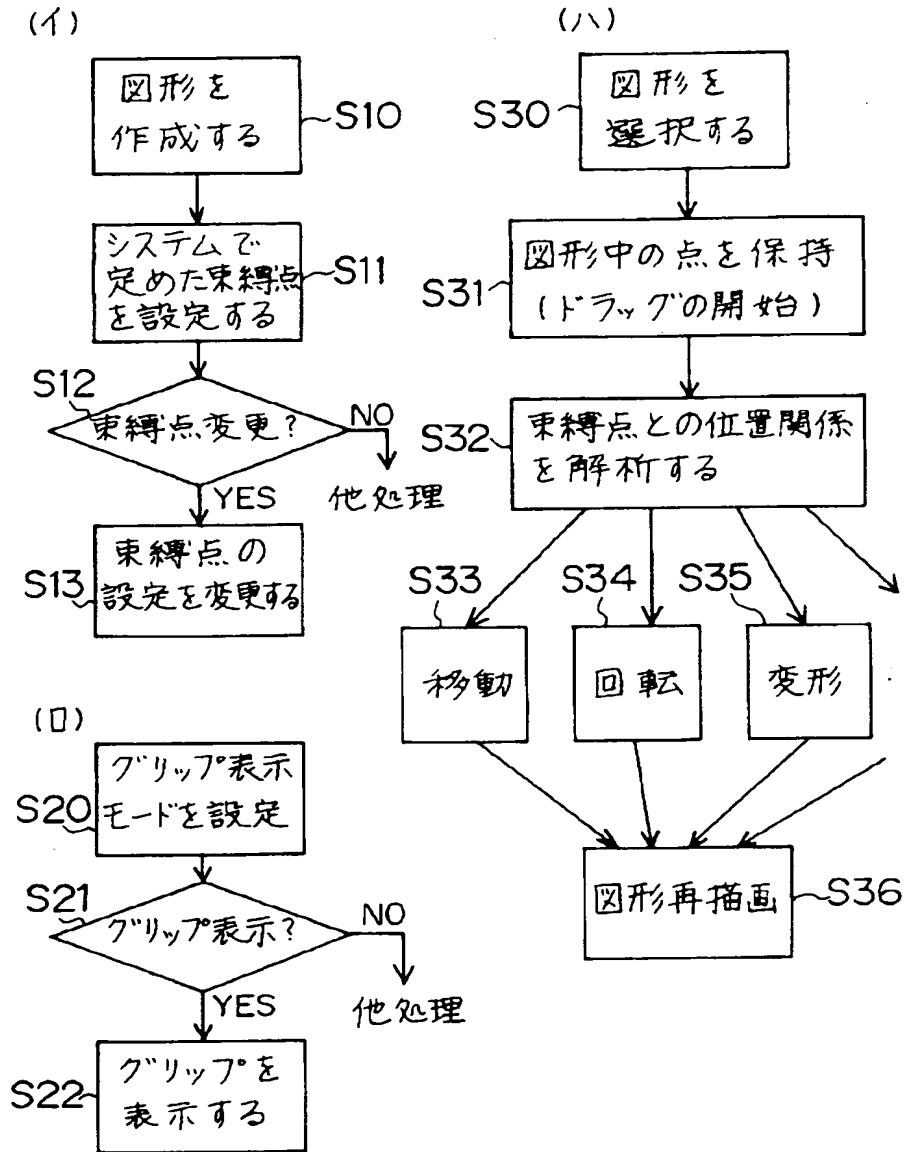 (イ)
図形を
作成する
S10
システムで
定めた束縛点
を設定する
S11
S12
束縛点変更?
NO
他処理
YES
S13
束縛点の
設定を変更する
(ロ)
S20
グリップ表示
モードを設定
S21
グリップ表示?
NO
他処理
YES
S22
グリップを
表示する
(ハ)
S30
図形を
選択する
S31
図形中の点を保持
(ドラッグの開始)
S32
束縛点との位置関係
を解析する
S33
移動
S34
回転
S35
変形
図形再描画
S36